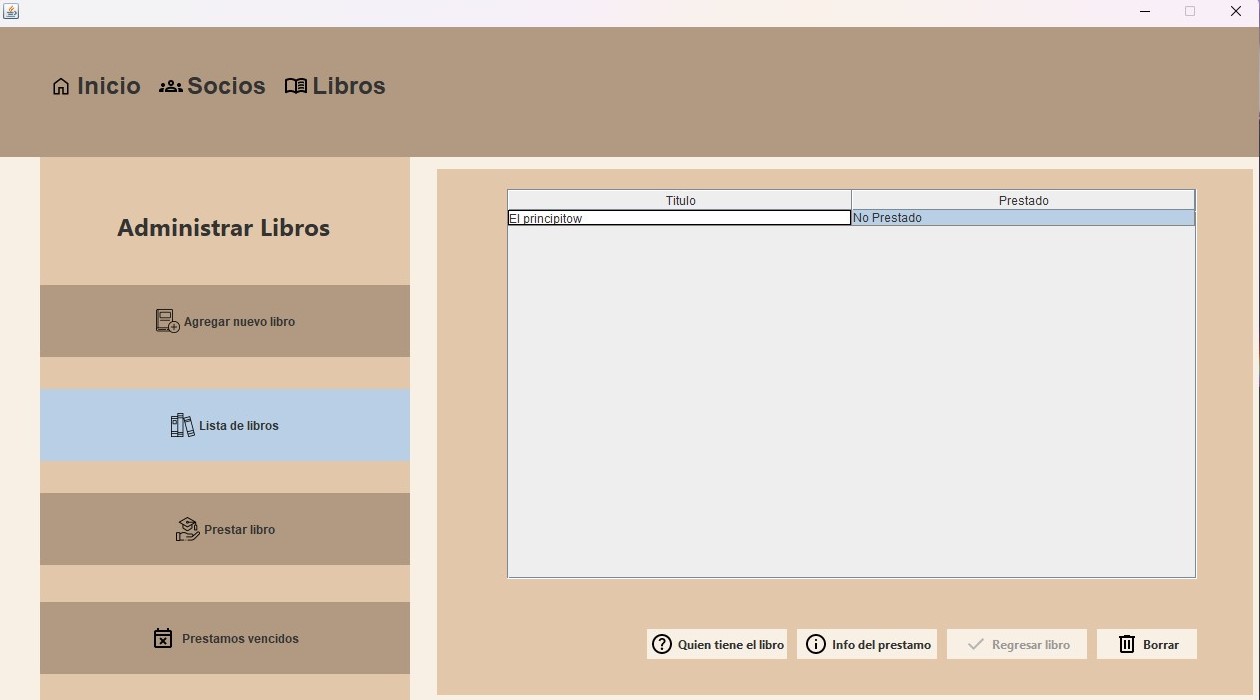 Inicio Socios Libros
Administrar Libros
Agregar nuevo libro
Lista de libros
Prestar libro
Prestamos vencidos
Titulo Prestado
El principitow No Prestado
Quien tiene el libro Info del prestamo Regresar libro Borrar